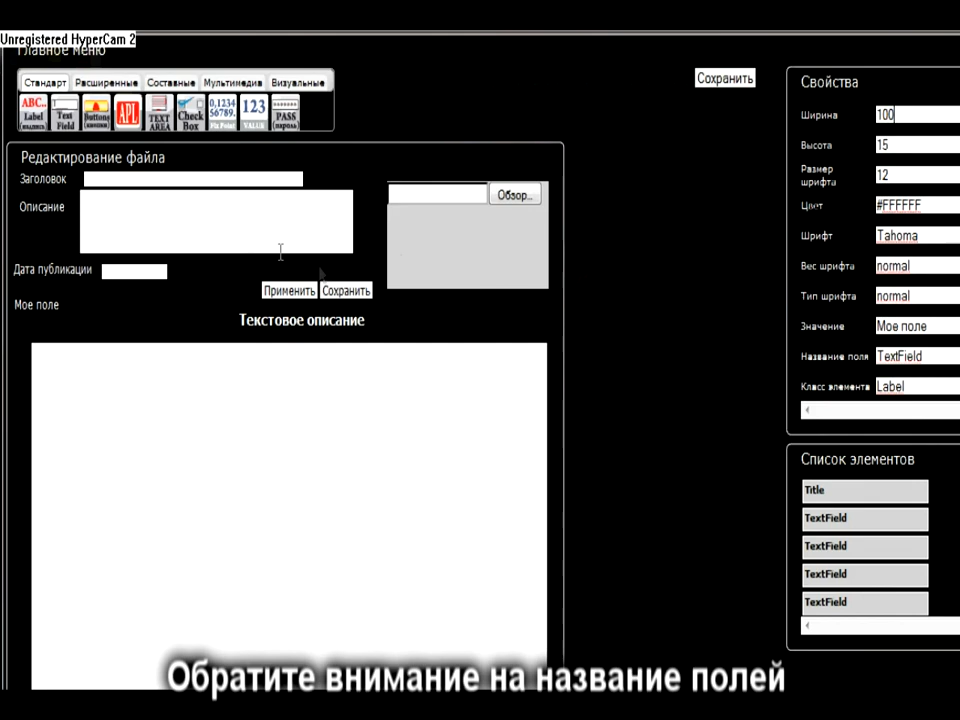 Unregistered HyperCam 2
Главное меню
Стандарт Расширенные Составные Мультимедиа Визуальные
ABC.. Label
Text Field
Buttons
APL
TEXT AREA
Check Box
0,1234 56789.
123 VALUE
PASS (пароль)
Сохранить
Редактирование файла
Заголовок
Описание
Обзор...
Дата публикации
Применить Сохранить
Мое поле
Текстовое описание
Свойства
Ширина 100
Высота 15
Размер шрифта 12
Цвет #FFFFFF
Шрифт Tahoma
Вес шрифта normal
Тип шрифта normal
Значение Мое поле
Название поля TextField
Класс элемента Label
Список элементов
Title
TextField
TextField
TextField
TextField
Обратите внимание на название полей